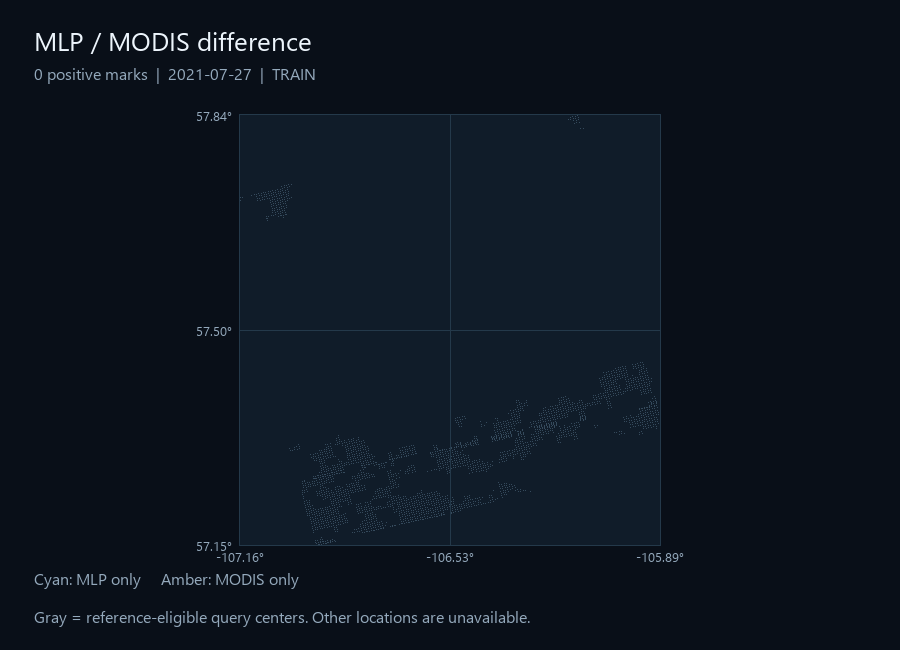 MLP / MODIS difference
0 positive marks | 2021-07-27 | TRAIN
57.84°
57.50°
57.15°
-107.16° -106.53° -105.89°
Cyan: MLP only Amber: MODIS only
Gray = reference-eligible query centers. Other locations are unavailable.